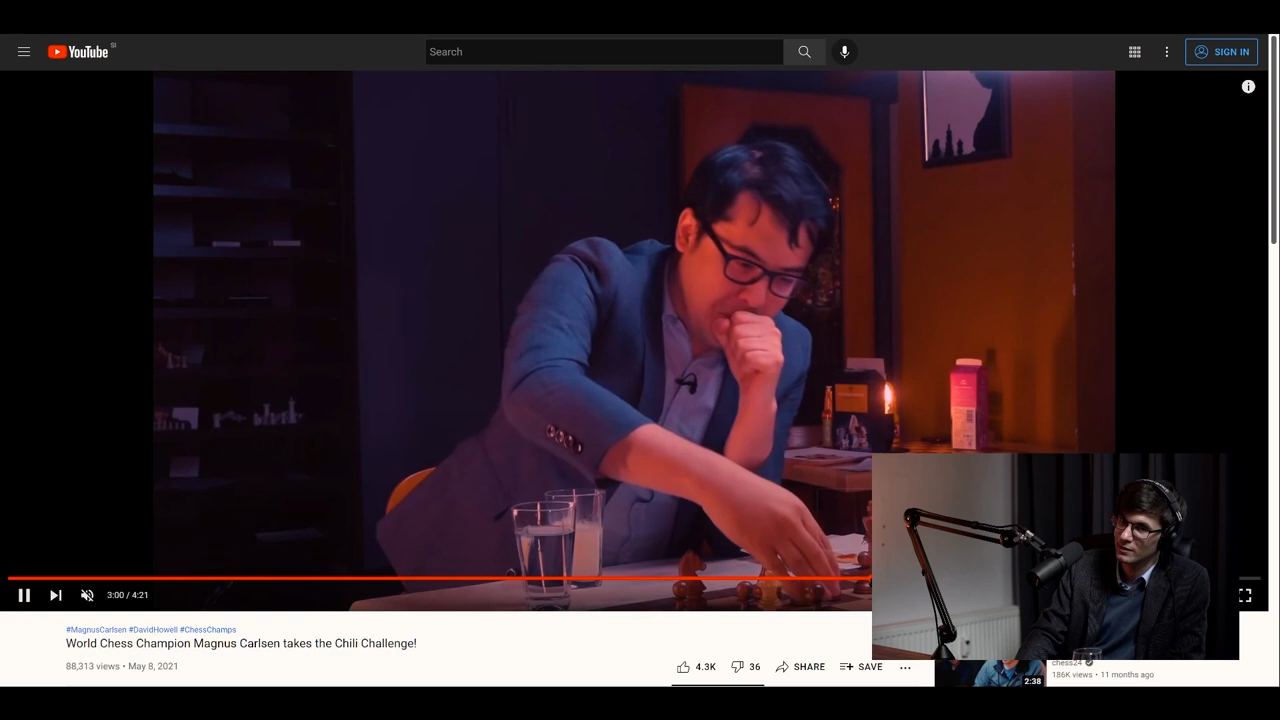 YouTube SI
Search
SIGN IN
3:00 / 4:21
#MagnusCarlsen #DavidHowell #ChessChamps
World Chess Champion Magnus Carlsen takes the Chili Challenge!
88,313 views • May 8, 2021
4.3K
36
SHARE
SAVE
2:38
chess24
186K views • 11 months ago